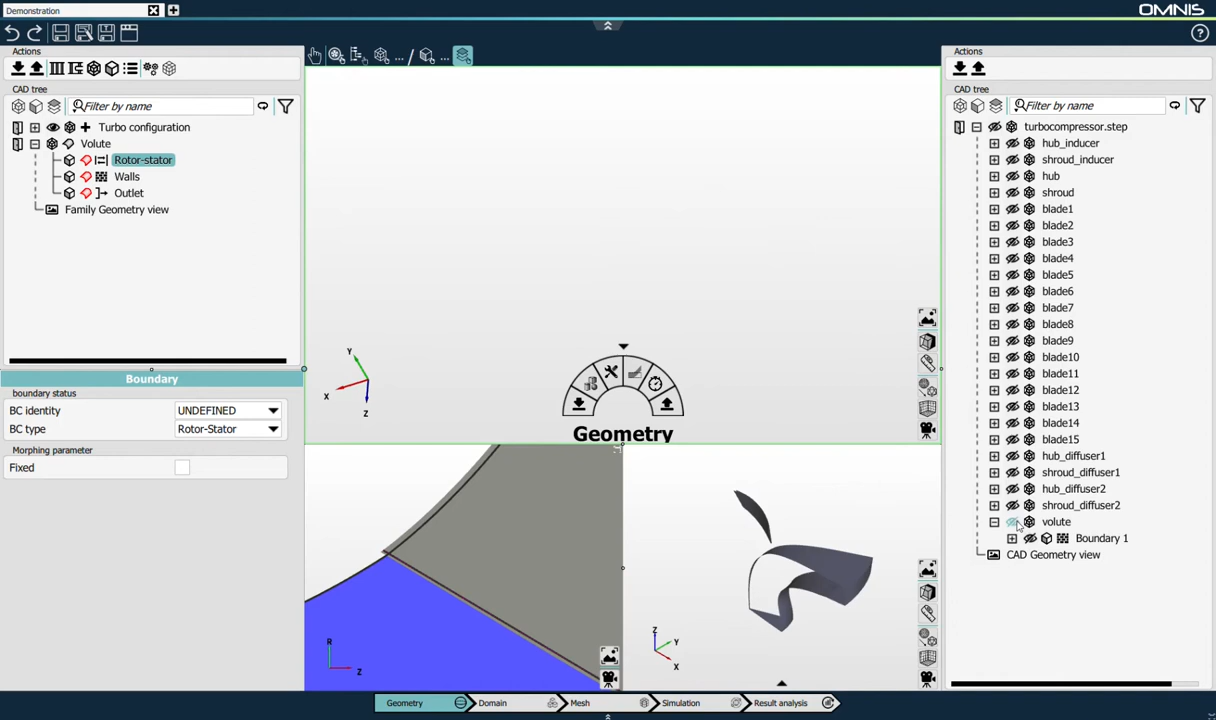 Demonstration
OMNIS
Actions
CAD tree
Filter by name
Turbo configuration
Volute
Rotor-stator
Walls
Outlet
Family Geometry view
Boundary
boundary status
BC identity UNDEFINED
BC type Rotor-Stator
Morphing parameter
Fixed
Y
X
Z
Geometry
R
Z
Z
Y
X
Actions
CAD tree
Filter by name
turbocompressor.step
hub_inducer
shroud_inducer
hub
shroud
blade1
blade2
blade3
blade4
blade5
blade6
blade7
blade8
blade9
blade10
blade11
blade12
blade13
blade14
blade15
hub_diffuser1
shroud_diffuser1
hub_diffuser2
shroud_diffuser2
volute
Boundary 1
CAD Geometry view
Geometry Domain Mesh Simulation Result analysis